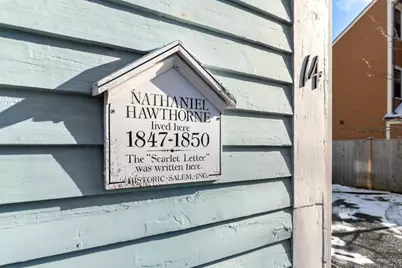 NATHANIEL
HAWTHORNE
lived here
1847-1850
The "Scarlet Letter"
was written here.
HISTORIC SALEM, INC.
14